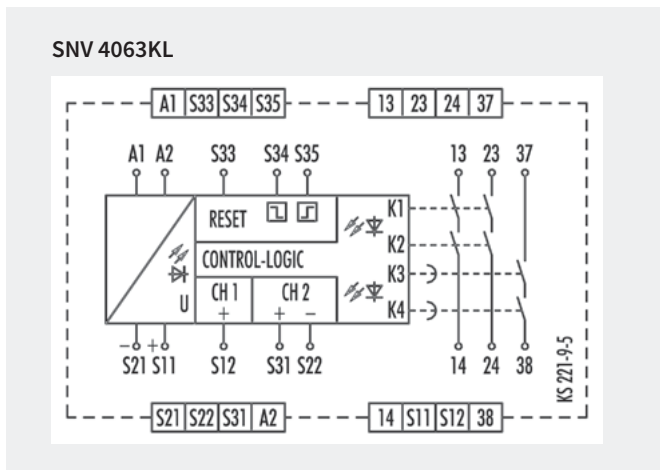 SNV 4063KL
A1 S33 S34 S35 13 23 24 37
A1 A2 S33 S34 S35 13 23 37
RESET K1
K2
CONTROL-LOGIC
K3
U CH 1 CH 2
+ + - K4
- + 
S21 S11 S12 S31 S22 14 24 38
KS 221-9-5
S21 S22 S31 A2 14 S11 S12 38